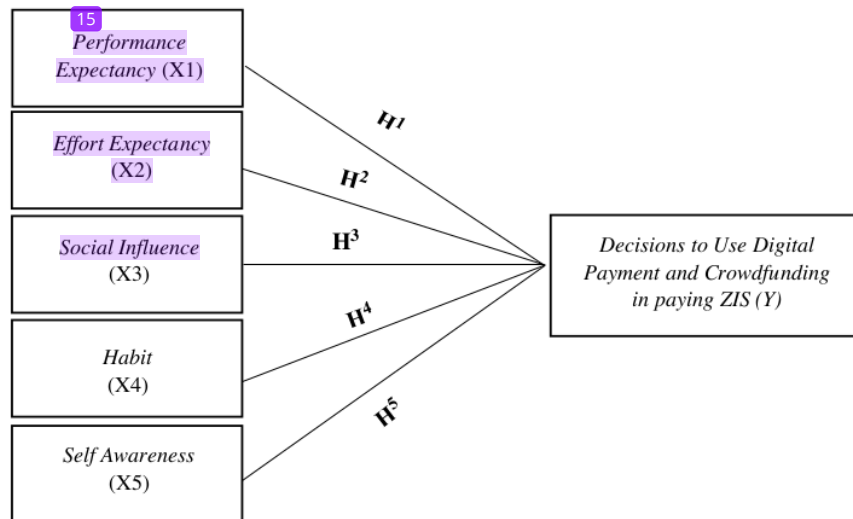 15
Performance
Expectancy (X1)
H1
Effort Expectancy
(X2)
H2
Social Influence
(X3)
H3
Decisions to Use Digital
Payment and Crowdfunding
in paying ZIS (Y)
Habit
(X4)
H4
Self Awareness
(X5)
H5